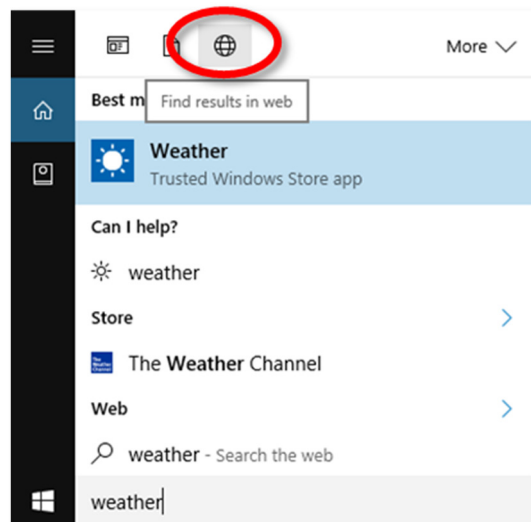 More
Best m
Find results in web
Weather
Trusted Windows Store app
Can I help?
weather
Store
The Weather Channel
Web
weather - Search the web
weather